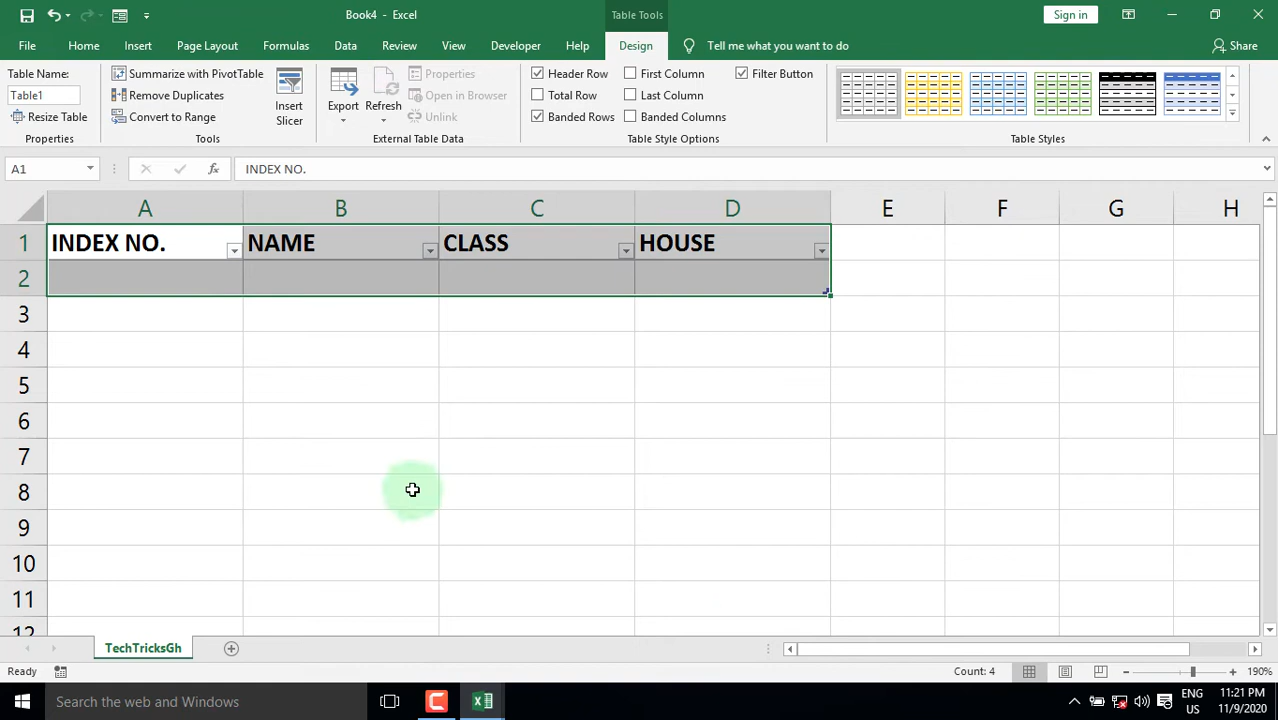 Book4 - Excel
Table Tools
Sign in
File Home Insert Page Layout Formulas Data Review View Developer Help Design Tell me what you want to do Share
Table Name:
Table1
Resize Table
Properties
Summarize with PivotTable
Remove Duplicates
Convert to Range
Insert
Slicer
Tools
Export
Refresh
Properties
Open in Browser
Unlink
External Table Data
Header Row
Total Row
Banded Rows
First Column
Last Column
Banded Columns
Filter Button
Table Style Options
Table Styles
A1
fx
INDEX NO.
A B C D E F G H
1 INDEX NO. NAME CLASS HOUSE
2
3
4
5
6
7
8
9
10
11
12
TechTricksGh
Ready
Count: 4
190%
Search the web and Windows
ENG
US
11:21 PM
11/9/2020